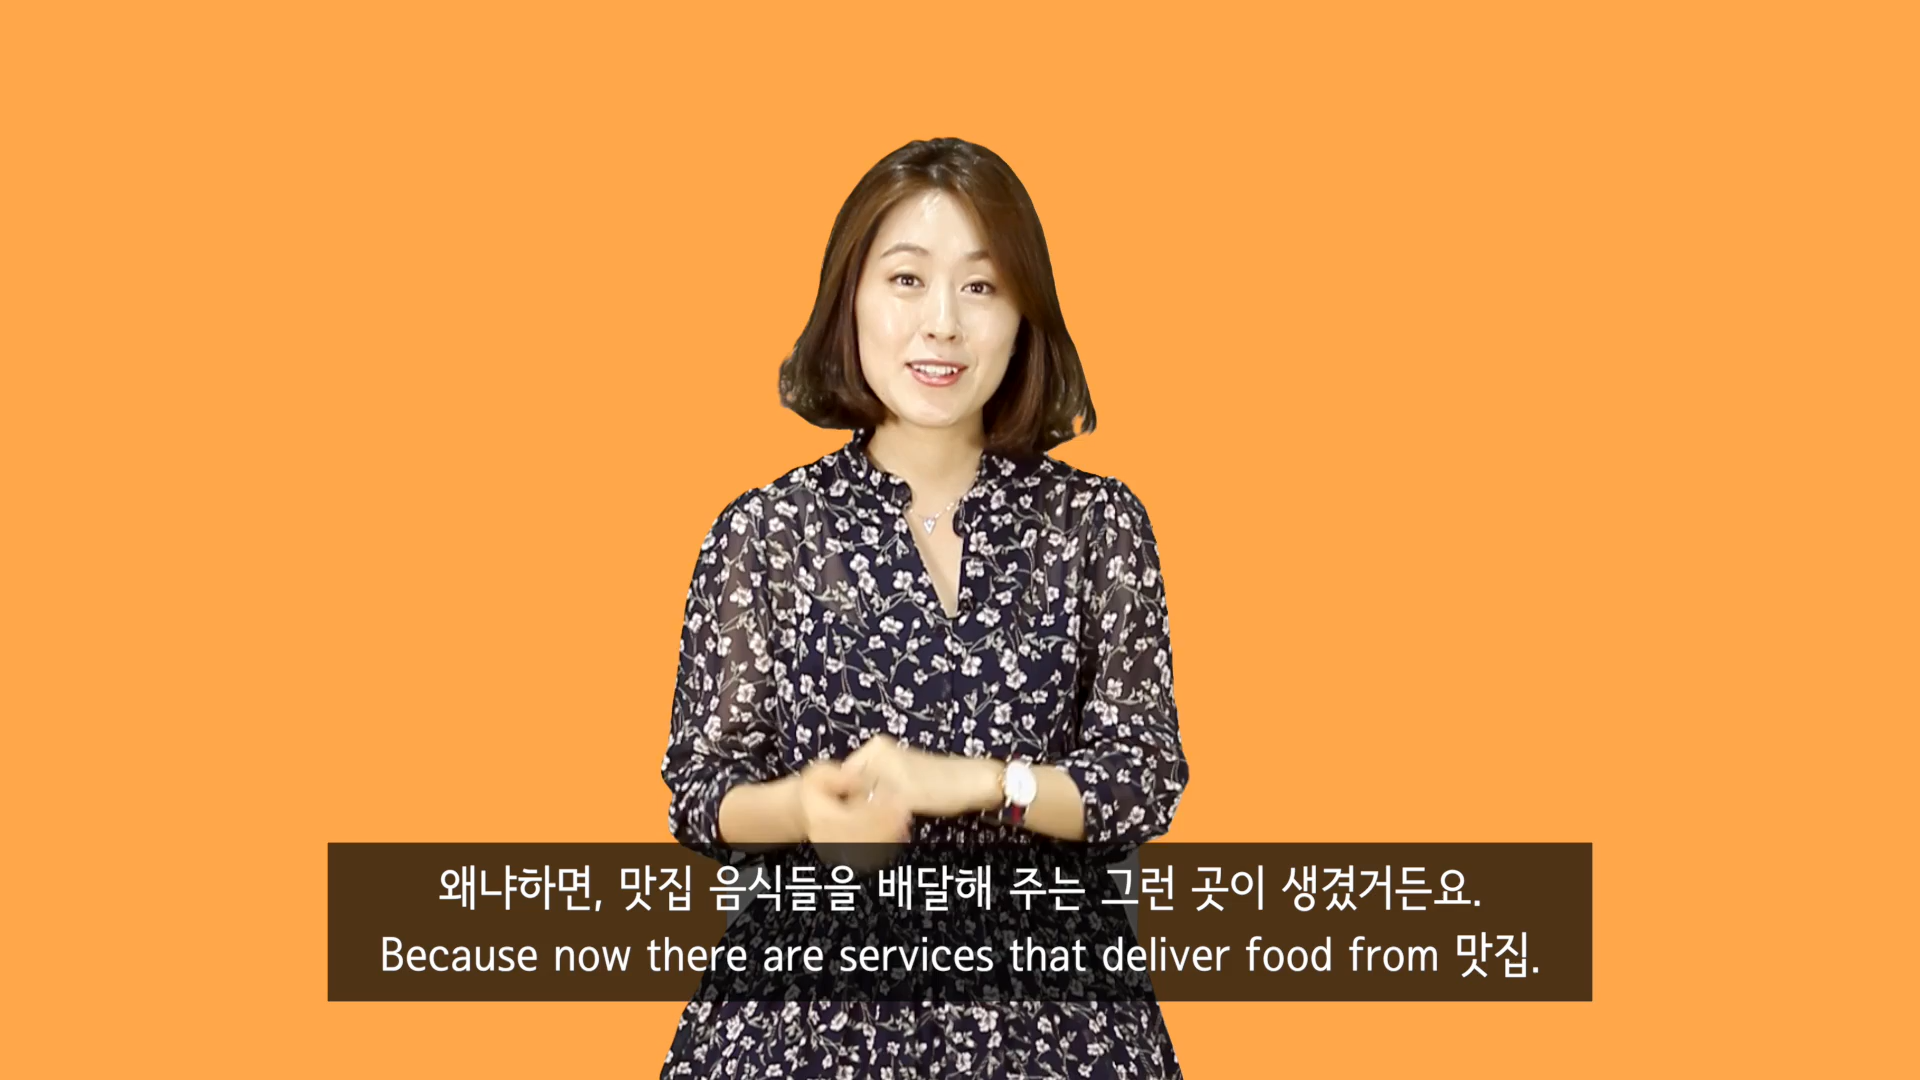 왜냐하면, 맛집 음식들을 배달해 주는 그런 곳이 생겼거든요.
Because now there are services that deliver food from 맛집.